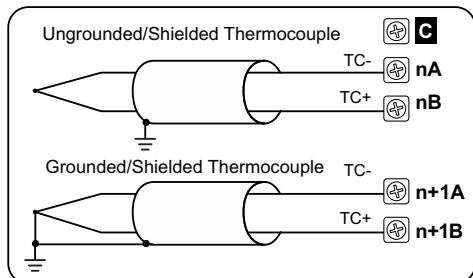 Ungrounded/Shielded Thermocouple
C
TC-
nA
TC+
nB
Grounded/Shielded Thermocouple
TC-
n+1A
TC+
n+1B